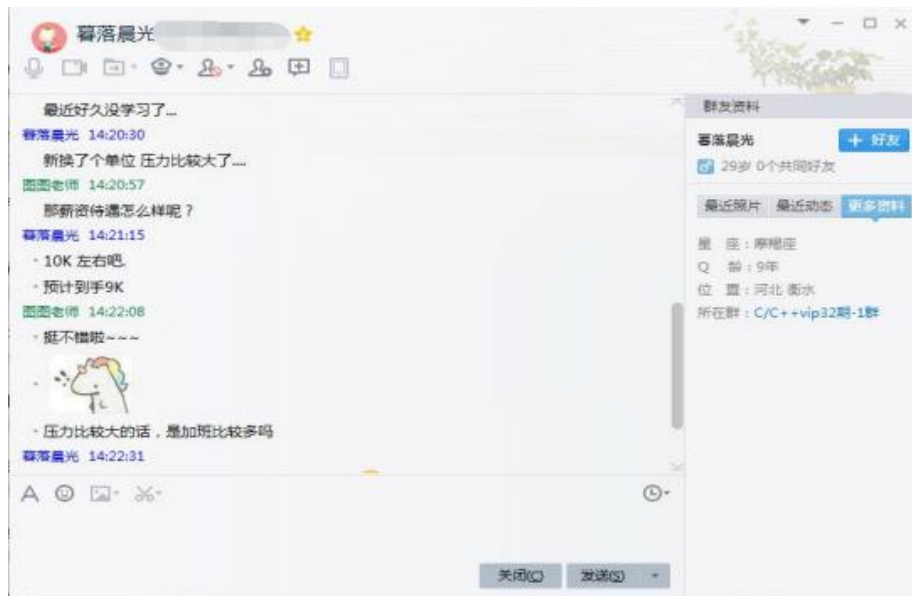 暮落晨光
最近好久没学习了...
暮落晨光 14:20:30
新换了个单位 压力比较大了....
图图老师 14:20:57
那薪资待遇怎么样呢？
暮落晨光 14:21:15
· 10K 左右吧.
· 预计到手9K
图图老师 14:22:08
· 挺不错啦~~~
· 压力比较大的话，是加班比较多吗
暮落晨光 14:22:31
关闭(C) 发送(S)
群友资料
暮落晨光
+ 好友
29岁 0个共同好友
最近照片 最近动态 更多资料
星 座：摩羯座
Q 龄：9年
位 置：河北 衡水
所在群：C/C++vip32期-1群